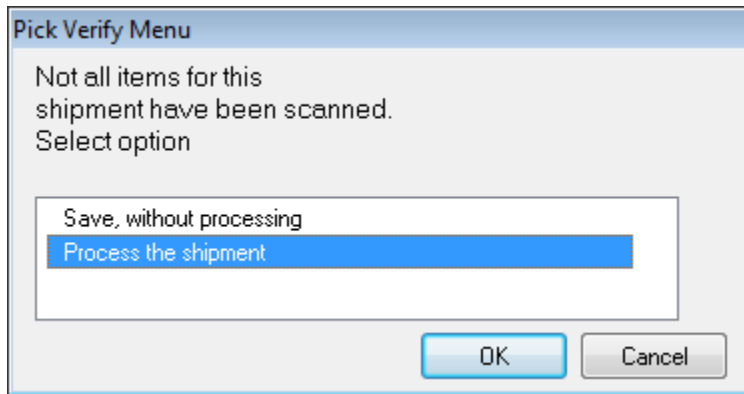 Pick Verify Menu
Not all items for this
shipment have been scanned.
Select option
Save, without processing
Process the shipment
OK Cancel